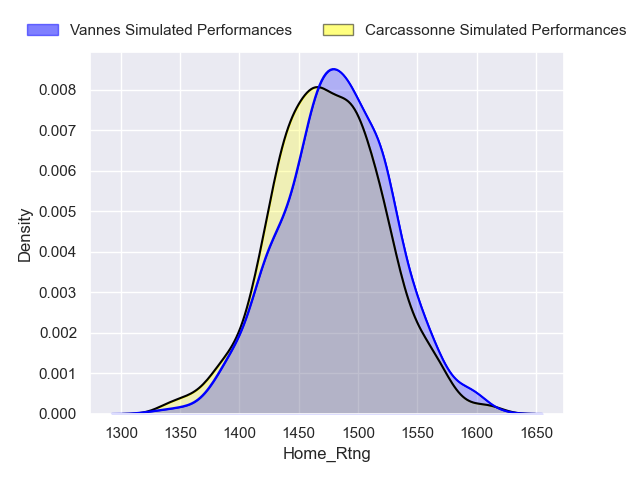 Vannes Simulated Performances Carcassonne Simulated Performances
0.008
0.007
0.006
0.005
0.004
0.003
0.002
0.001
0.000
Density
1300 1350 1400 1450 1500 1550 1600 1650
Home_Rtng